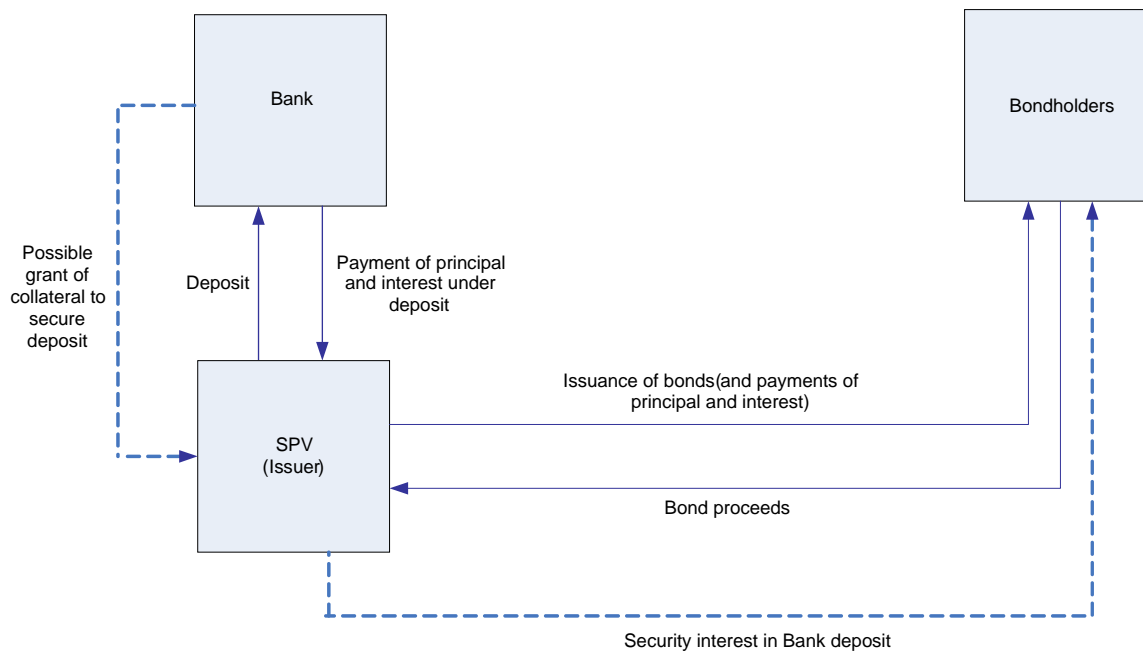 Bank
Bondholders
Possible
grant of
collateral to
secure
deposit
Deposit
Payment of principal
and interest under
deposit
Issuance of bonds(and payments of
principal and interest)
SPV
(Issuer)
Bond proceeds
Security interest in Bank deposit